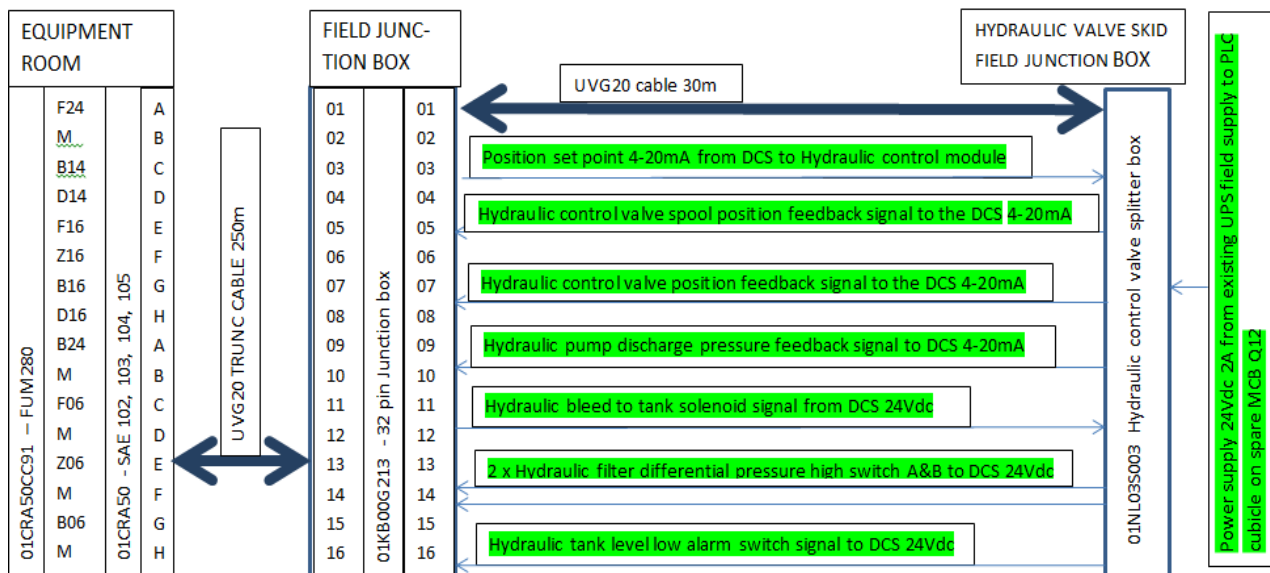 EQUIPMENT
ROOM
FIELD JUNC-
TION BOX
HYDRAULIC VALVE SKID
FIELD JUNCTION BOX
UVG20 cable 30m
F24 A 01 01
M B 02 02
B14 C 03 03
D14 D 04 04
F16 E 05 05
Z16 F 06 06
B16 G 07 07
D16 H 08 08
B24 A 09 09
M B 10 10
F06 C 11 11
M D 12 12
Z06 E 13 13
M F 14 14
B06 G 15 15
M H 16 16
01CRA50CC91 – FUM280
01CRA50 - SAE 102, 103, 104, 105
UVG20 TRUNC CABLE 250m
01KB00G213 - 32 pin Junction box
Position set point 4-20mA from DCS to Hydraulic control module
Hydraulic control valve spool position feedback signal to the DCS 4-20mA
Hydraulic control valve position feedback signal to the DCS 4-20mA
Hydraulic pump discharge pressure feedback signal to DCS 4-20mA
Hydraulic bleed to tank solenoid signal from DCS 24Vdc
2 x Hydraulic filter differential pressure high switch A&B to DCS 24Vdc
Hydraulic tank level low alarm switch signal to DCS 24Vdc
01NL03S003 Hydraulic control valve splitter box
Power supply 24Vdc 2A from existing UPS field supply to PLC
cubicle on spare MCB Q12